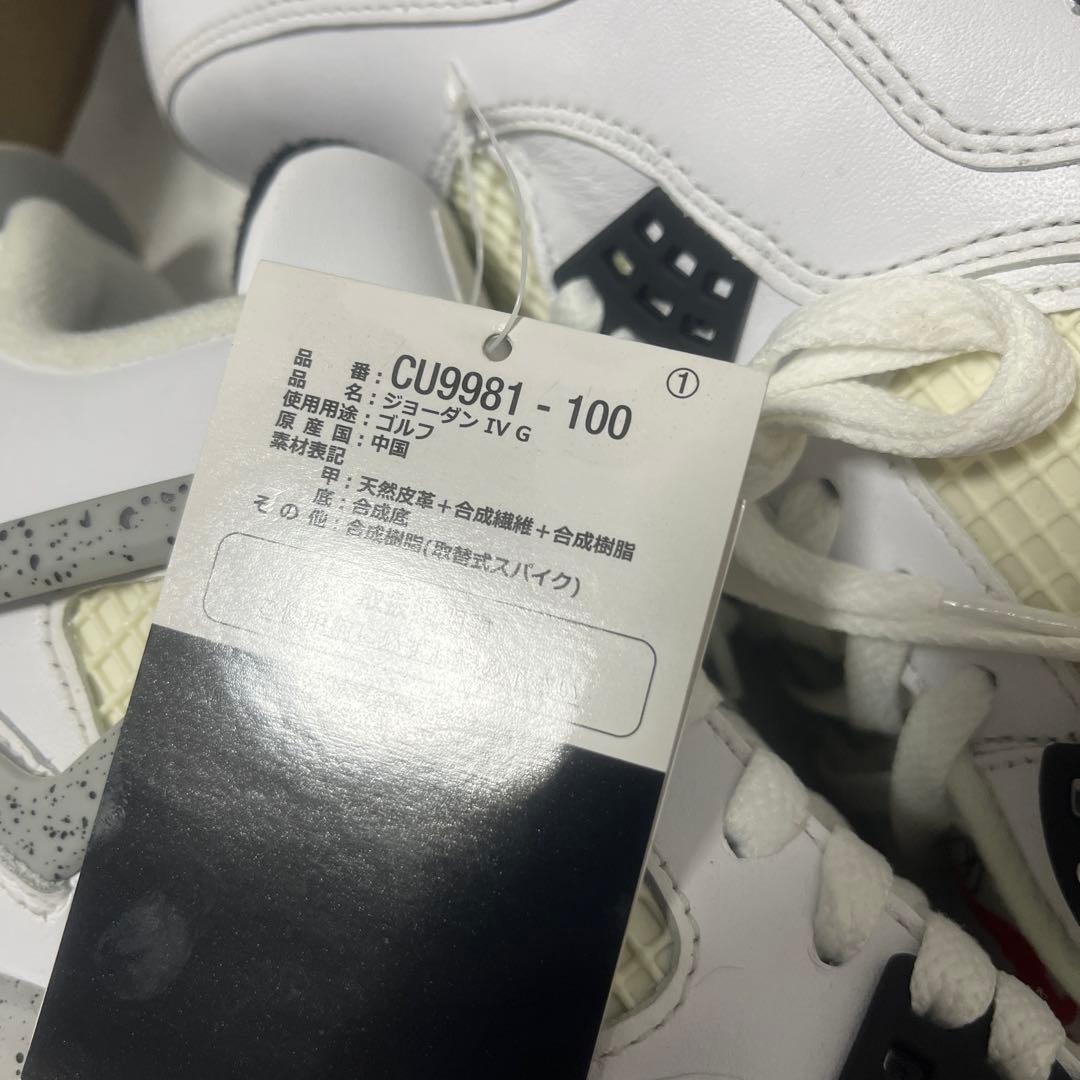 品 番：CU9981 - 100 ①
品 名：ジョーダン IV G
使用用途：ゴルフ
原 産 国：中国
素材表記
甲：天然皮革＋合成繊維＋合成樹脂
底：合成底
そ の 他：合成樹脂(取替式スパイク)